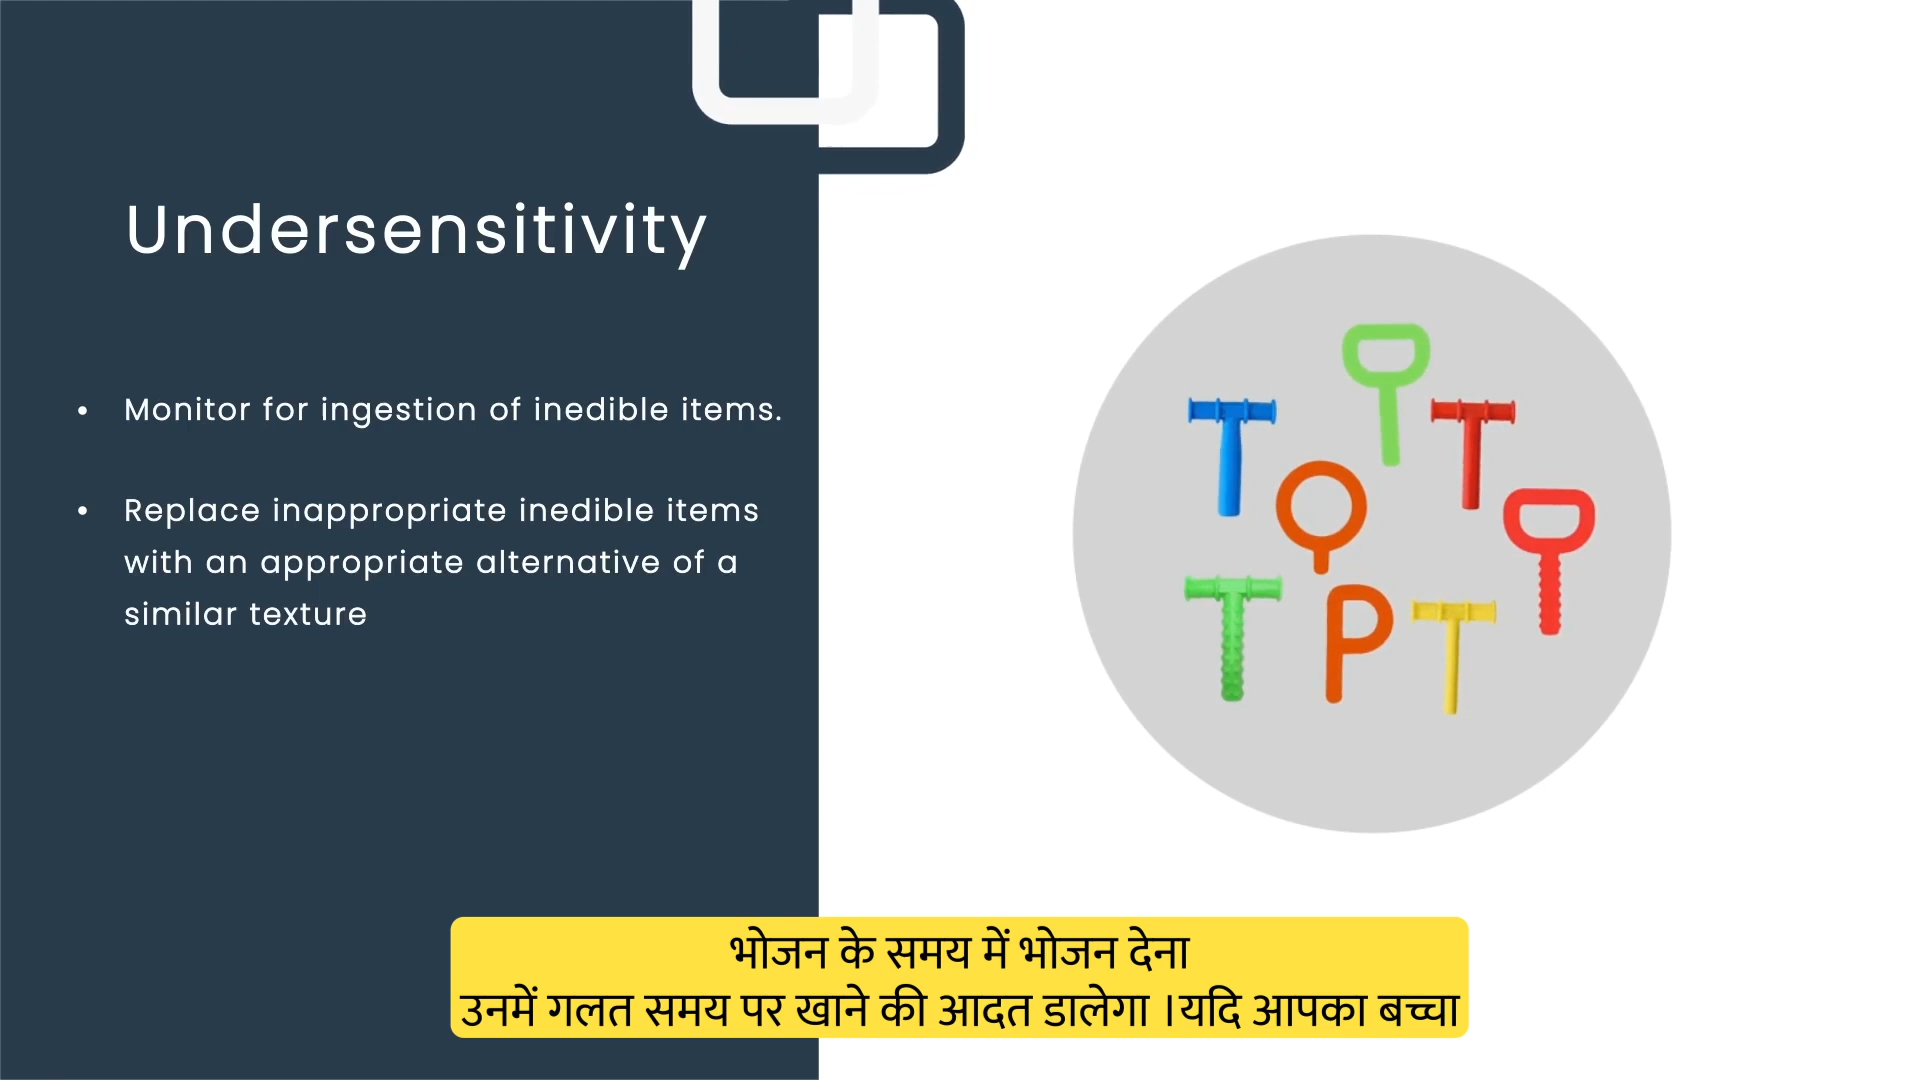 Undersensitivity
• Monitor for ingestion of inedible items.
• Replace inappropriate inedible items
with an appropriate alternative of a
similar texture
भोजन के समय में भोजन देना
उनमें गलत समय पर खाने की आदत डालेगा ।यदि आपका बच्चा